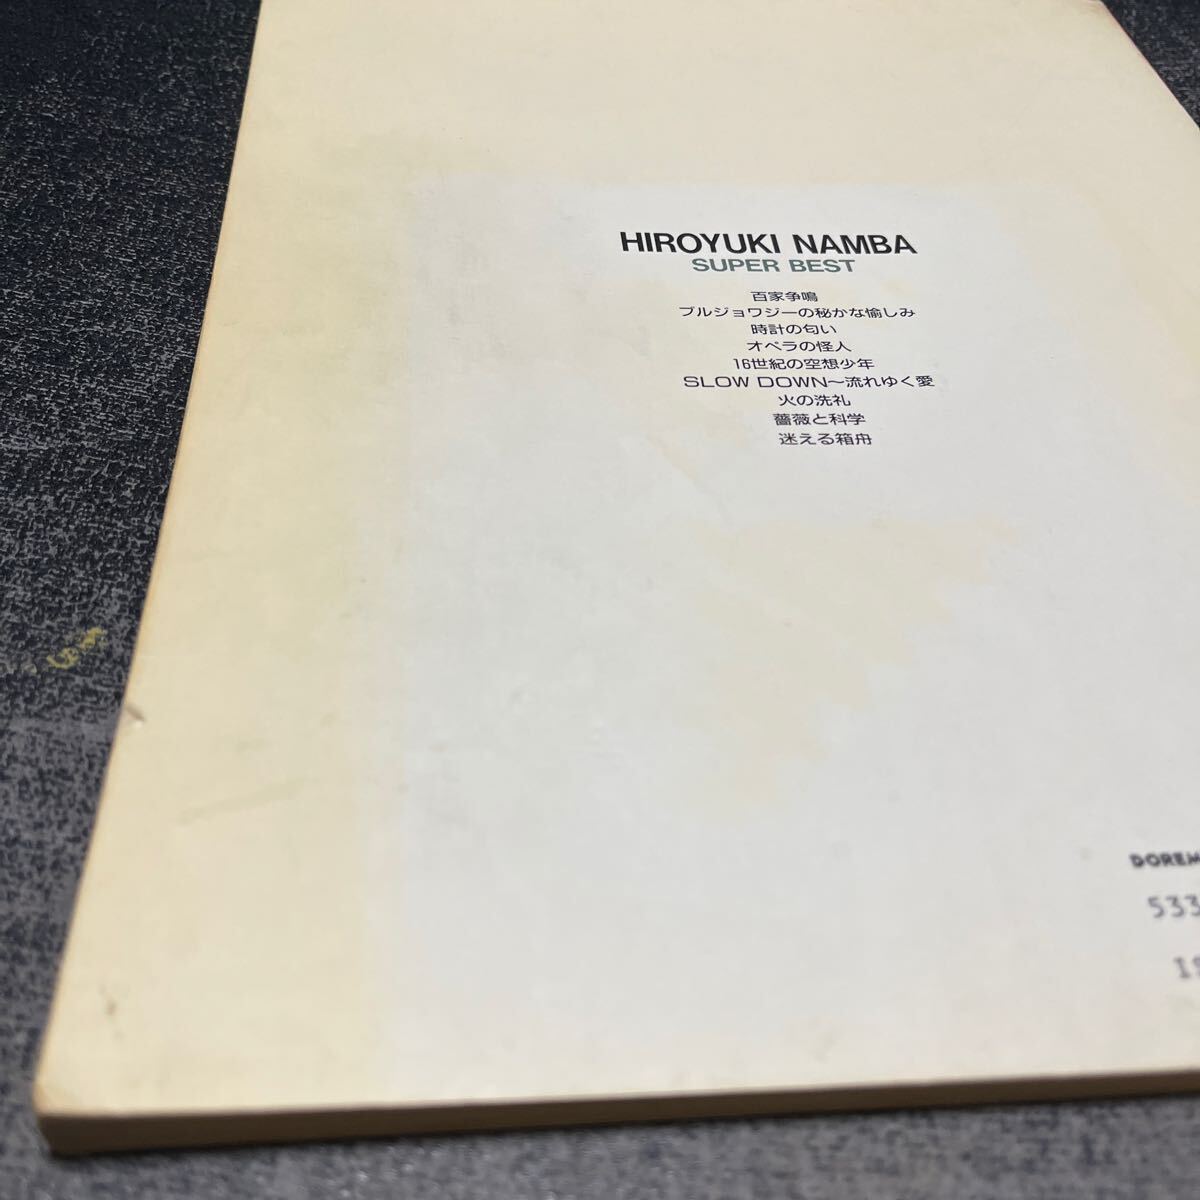 HIROYUKI NAMBA
SUPER BEST
百家争鳴
ブルジョワジーの秘かな愉しみ
時計の匂い
オペラの怪人
16世紀の空想少年
SLOW DOWN〜流れゆく愛
火の洗礼
薔薇と科学
迷える箱舟
DOREM
533